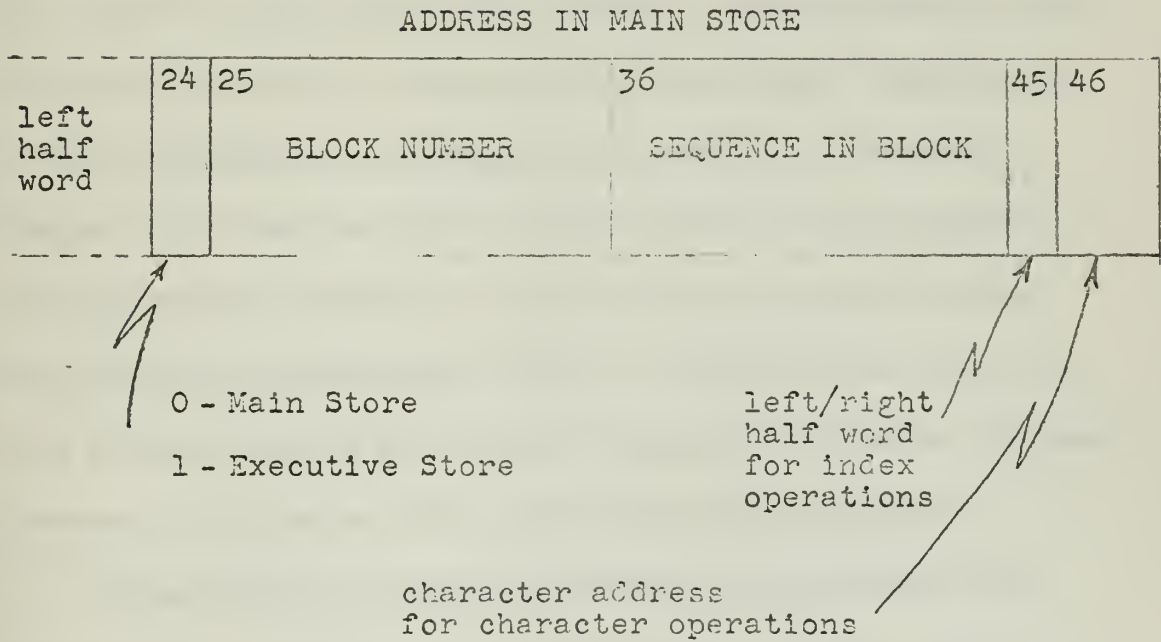 ADDRESS IN MAIN STORE
24 25 36 45 46
left
half
word
BLOCK NUMBER SEQUENCE IN BLOCK
0 - Main Store
1 - Executive Store
left/right
half word
for index
operations
character address
for character operations